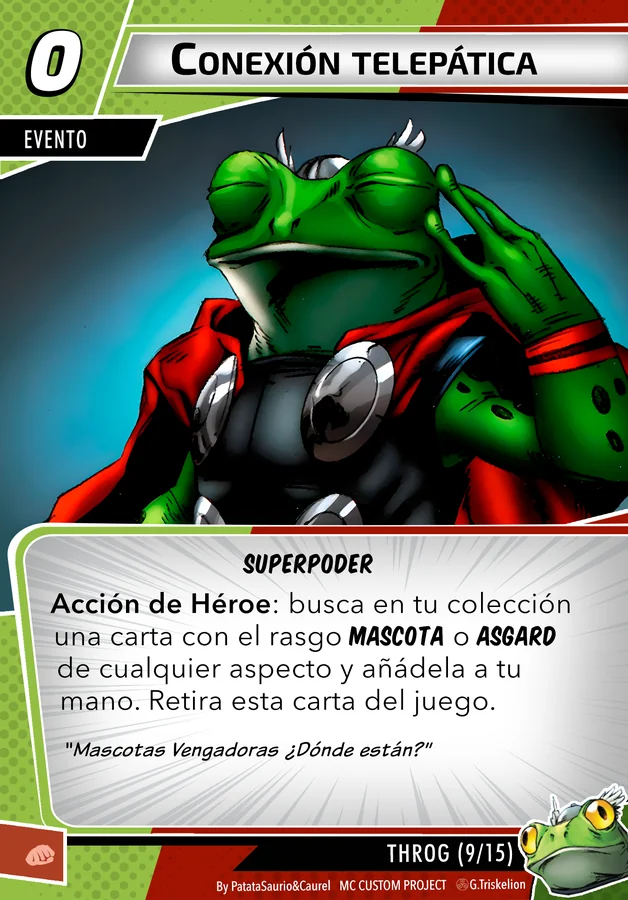 0
CONEXIÓN TELEPÁTICA
EVENTO
SUPERPODER
Acción de Héroe: busca en tu colección
una carta con el rasgo MASCOTA o ASGARD
de cualquier aspecto y añádela a tu
mano. Retira esta carta del juego.
"Mascotas Vengadoras ¿Dónde están?"
THROG (9/15)
By PatataSaurio&Caurel MC CUSTOM PROJECT G.Triskelion